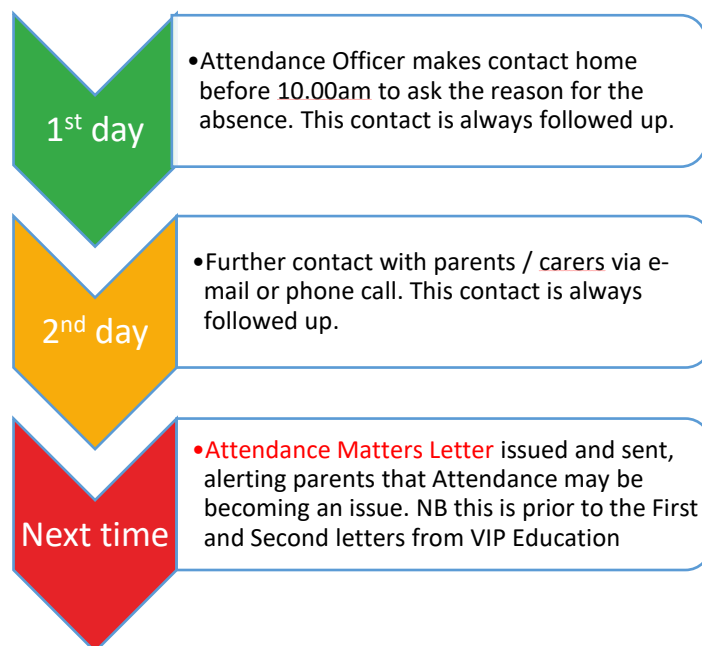 1st day
•Attendance Officer makes contact home
before 10.00am to ask the reason for the
absence. This contact is always followed up.
2nd day
•Further contact with parents / carers via e-
mail or phone call. This contact is always
followed up.
Next time
•Attendance Matters Letter issued and sent,
alerting parents that Attendance may be
becoming an issue. NB this is prior to the First
and Second letters from VIP Education